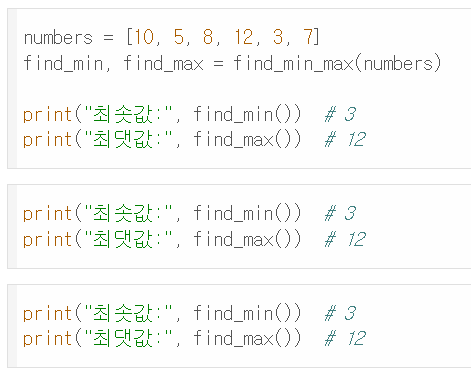 numbers = [10, 5, 8, 12, 3, 7]
find_min, find_max = find_min_max(numbers)
print("최솟값:", find_min())  # 3
print("최댓값:", find_max())  # 12
print("최솟값:", find_min())  # 3
print("최댓값:", find_max())  # 12
print("최솟값:", find_min())  # 3
print("최댓값:", find_max())  # 12